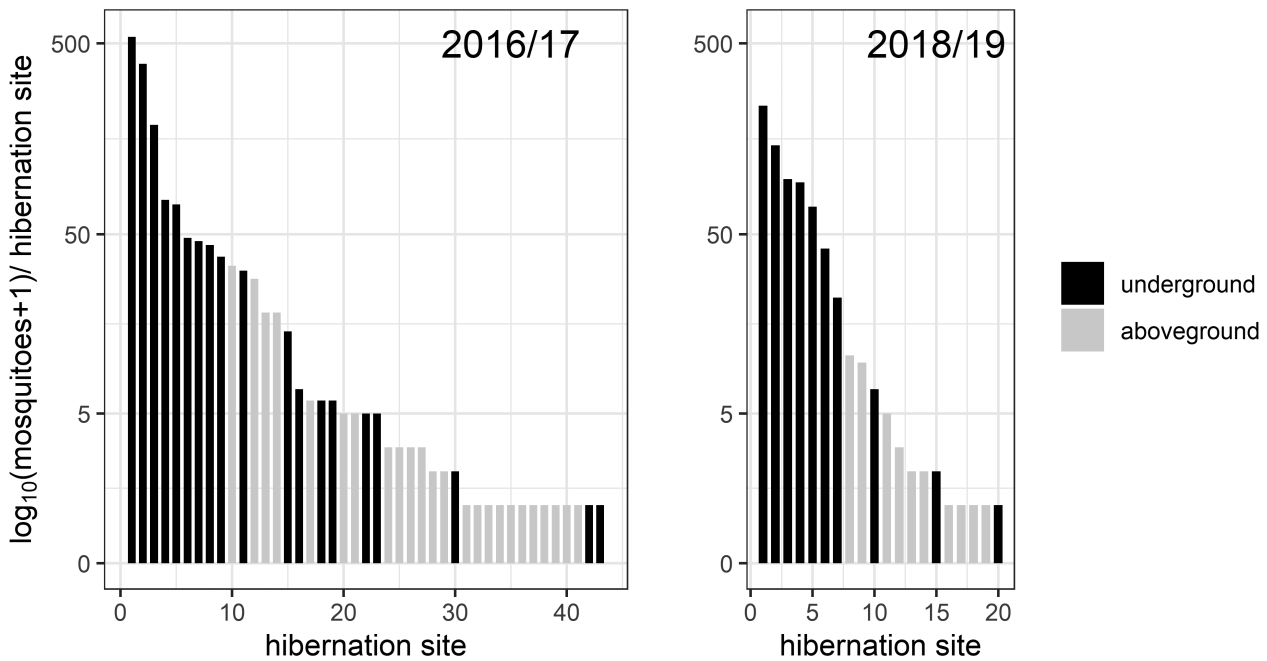 2016/17
2018/19
log10(mosquitoes+1)/ hibernation site
500
50
5
0
0 10 20 30 40
hibernation site
500
50
5
0
0 5 10 15 20
hibernation site
underground
aboveground